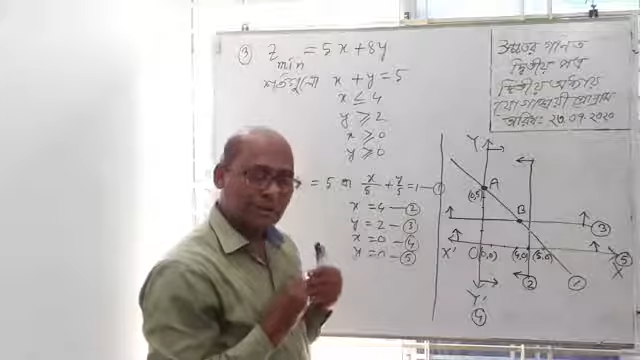 ③ Z min = 5x + 8y
শর্তগুলো x + y = 5
x ≤ 4
y ≥ 2
x ≥ 0
y ≥ 0
= 5 বা x/5 + y/5 = 1 — ①
x = 4 — ②
y = 2 — ③
x = 0 — ④
y = 0 — ⑤
উচ্চতর গণিত
দ্বিতীয় পত্র
দ্বিতীয় অধ্যায়
যোগাশ্রয়ী প্রোগ্রাম
তারিখ: ২৩.০৭.২০২০
Y
A
(0,5)
B
③
X' O (0,0) (4,0) (5,0) X ⑤
② ①
Y'
④